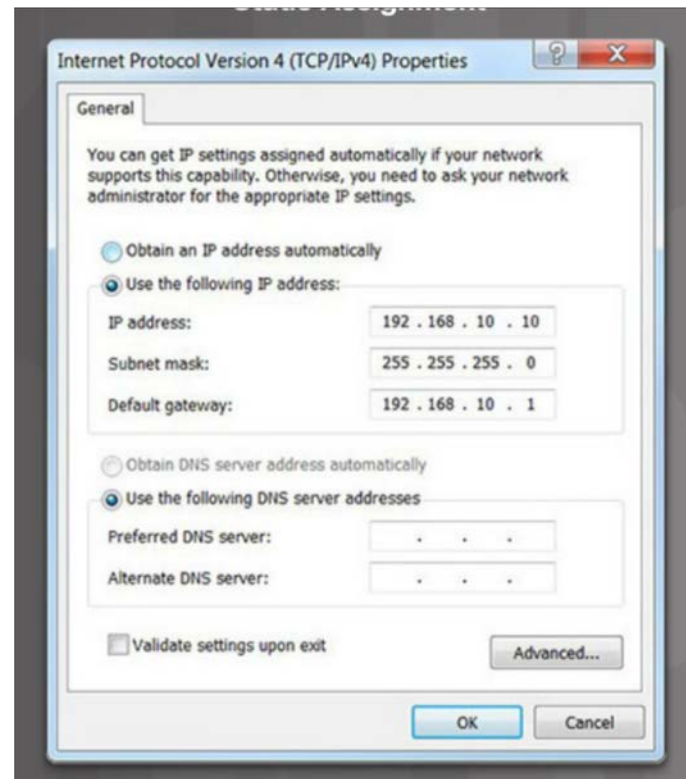 Static Assignment
Internet Protocol Version 4 (TCP/IPv4) Properties
General
You can get IP settings assigned automatically if your network
supports this capability. Otherwise, you need to ask your network
administrator for the appropriate IP settings.
Obtain an IP address automatically
Use the following IP address:
IP address: 192 . 168 . 10 . 10
Subnet mask: 255 . 255 . 255 . 0
Default gateway: 192 . 168 . 10 . 1
Obtain DNS server address automatically
Use the following DNS server addresses
Preferred DNS server: . . .
Alternate DNS server: . . .
Validate settings upon exit
Advanced...
OK Cancel